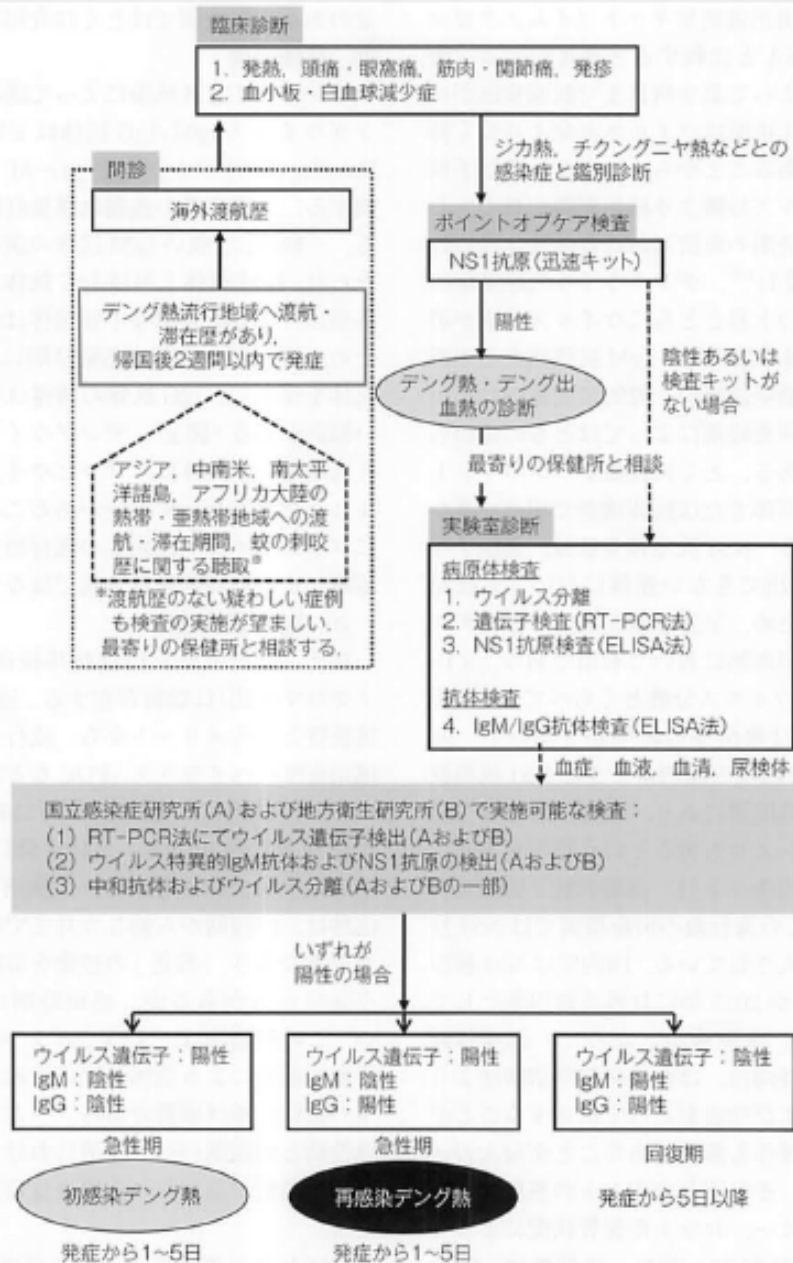 臨床診断
1. 発熱，頭痛・眼窩痛，筋肉・関節痛，発疹
2. 血小板・白血球減少症
ジカ熱，チクングニヤ熱などとの
感染症と鑑別診断
問診
海外渡航歴
デング熱流行地域へ渡航・
滞在歴があり，
帰国後2週間以内で発症
アジア，中南米，南太平
洋諸島，アフリカ大陸の
熱帯・亜熱帯地域への渡
航・滞在期間，蚊の刺咬
歴に関する聴取※
※渡航歴のない疑わしい症例
も検査の実施が望ましい．
最寄りの保健所と相談する．
ポイントオブケア検査
NS1抗原(迅速キット)
陽性
陰性あるいは
検査キットが
ない場合
デング熱・デング出
血熱の診断
最寄りの保健所と相談
実験室診断
病原体検査
1. ウイルス分離
2. 遺伝子検査(RT-PCR法)
3. NS1抗原検査(ELISA法)
抗体検査
4. IgM/IgG抗体検査(ELISA法)
血症，血液，血清，尿検体
国立感染症研究所(A)および地方衛生研究所(B)で実施可能な検査：
(1) RT-PCR法にてウイルス遺伝子検出(AおよびB)
(2) ウイルス特異的IgM抗体およびNS1抗原の検出(AおよびB)
(3) 中和抗体およびウイルス分離(AおよびBの一部)
いずれが
陽性の場合
ウイルス遺伝子：陽性
IgM：陰性
IgG：陰性
急性期
初感染デング熱
発症から1~5日
ウイルス遺伝子：陽性
IgM：陽性
IgG：陽性
急性期
再感染デング熱
発症から1~5日
ウイルス遺伝子：陰性
IgM：陽性
IgG：陽性
回復期
発症から5日以降